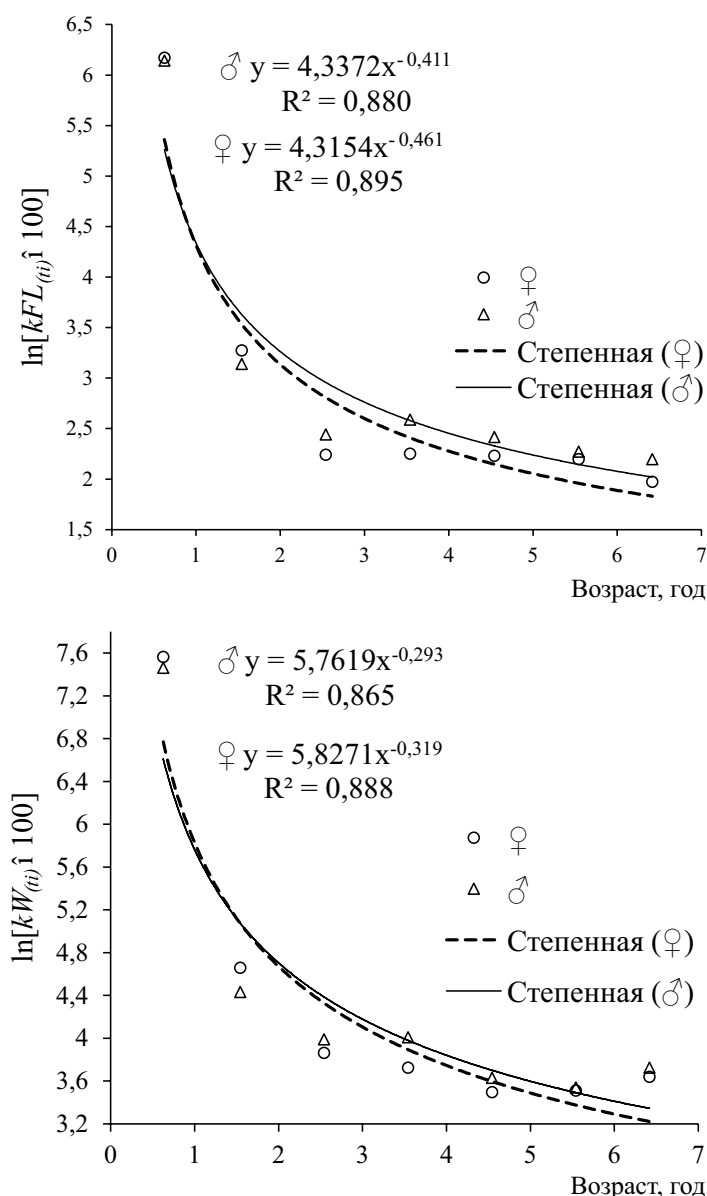 6,5
♂ y = 4,3372x^-0,411
R² = 0,880
6
5,5
♀ y = 4,3154x^-0,461
R² = 0,895
5
4,5
4
3,5
3
2,5
2
1,5
ln[kFL(ti)î 100]
♀
♂
Степенная (♀)
Степенная (♂)
0 1 2 3 4 5 6 7
Возраст, год
7,6
♂ y = 5,7619x^-0,293
R² = 0,865
7,2
6,8
♀ y = 5,8271x^-0,319
R² = 0,888
6,4
6
5,6
5,2
4,8
4,4
4
3,6
3,2
ln[kW(ti)î 100]
♀
♂
Степенная (♀)
Степенная (♂)
0 1 2 3 4 5 6 7
Возраст, год